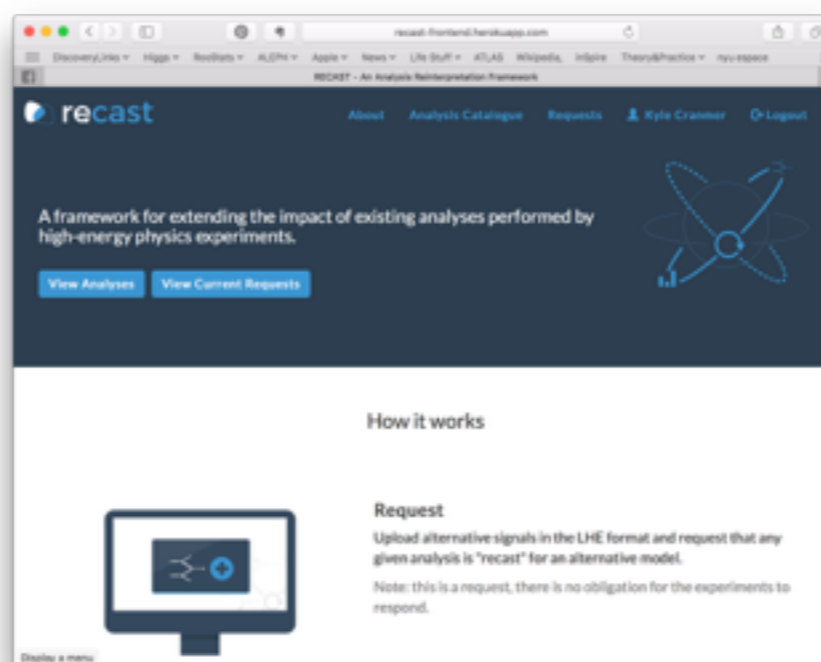 recast-frontend.herokuapp.com
DiscoveryLinks Higgs RooStats ALEPH Apple News Life Stuff ATLAS Wikipedia, inSpire Theory&Practice nyu espace
RECAST - An Analysis Reinterpretation Framework
recast About Analysis Catalogue Requests Kyle Cranmer Logout
A framework for extending the impact of existing analyses performed by
high-energy physics experiments.
View Analyses View Current Requests
How it works
Request
Upload alternative signals in the LHE format and request that any
given analysis is "recast" for an alternative model.
Note: this is a request, there is no obligation for the experiments to
respond.
Display a menu